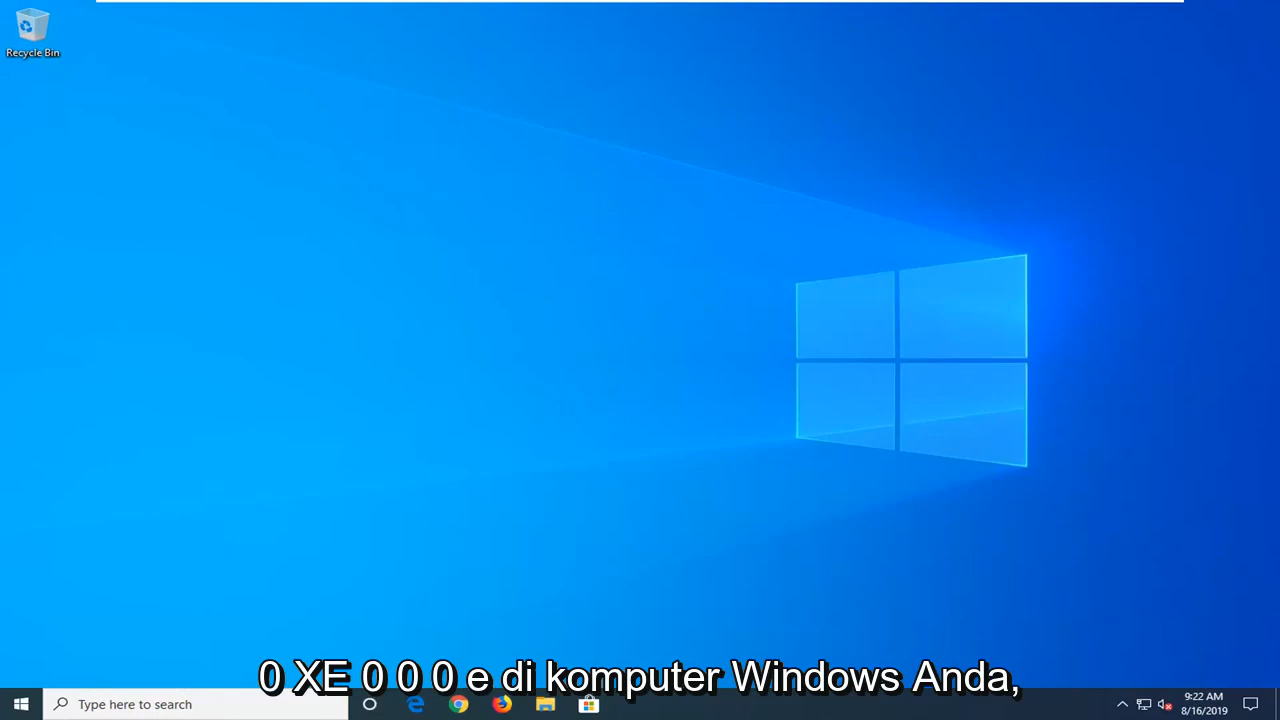 Recycle Bin
0 XE 0 0 0 e di komputer Windows Anda,
Type here to search
9:22 AM
8/16/2019